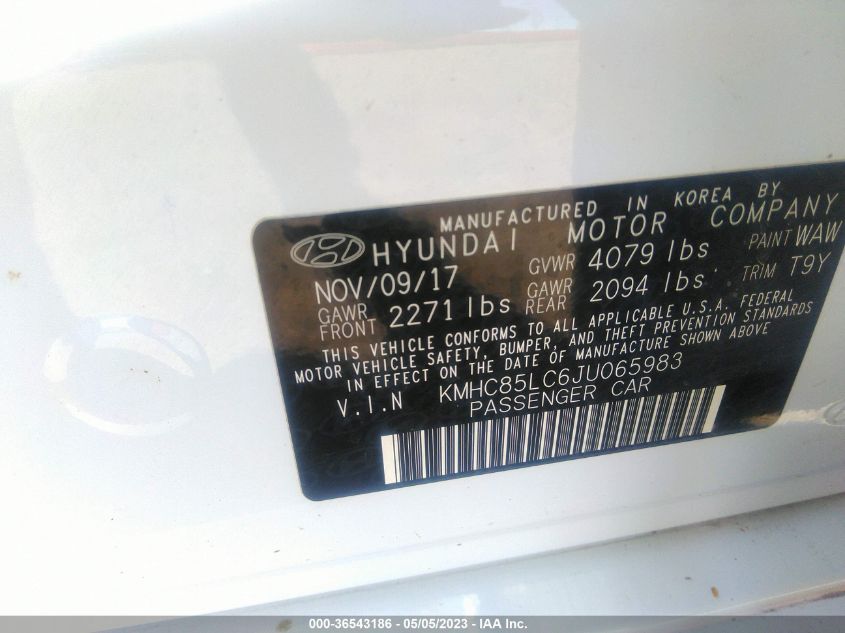 MANUFACTURED IN KOREA BY
HYUNDAI MOTOR COMPANY
NOV/09/17 GVWR 4079 lbs PAINT WAW
GAWR FRONT 2271 lbs GAWR REAR 2094 lbs TRIM T9Y
THIS VEHICLE CONFORMS TO ALL APPLICABLE U.S.A. FEDERAL
MOTOR VEHICLE SAFETY, BUMPER, AND THEFT PREVENTION STANDARDS
IN EFFECT ON THE DATE OF MANUFACTURE SHOWN ABOVE
V.I.N KMHC85LC6JU065983
PASSENGER CAR
000-36543186 - 05/05/2023 - IAA Inc.